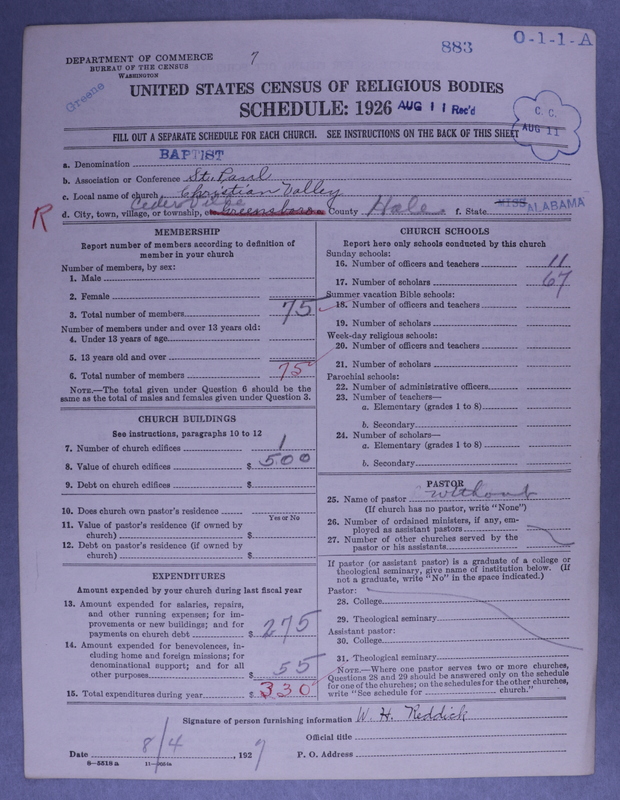 883 O-1-1-A
DEPARTMENT OF COMMERCE 7
BUREAU OF THE CENSUS
WASHINGTON
Greene
UNITED STATES CENSUS OF RELIGIOUS BODIES
SCHEDULE: 1926 AUG 11 Rec'd
C. C.
AUG 11
FILL OUT A SEPARATE SCHEDULE FOR EACH CHURCH. SEE INSTRUCTIONS ON THE BACK OF THIS SHEET
a. Denomination BAPTIST
b. Association or Conference St. Paul
c. Local name of church Christian Valley
Cedarville
R d. City, town, village, or township, or Greensboro County Hale f. State MISS ALABAMA
MEMBERSHIP
Report number of members according to definition of
member in your church
Number of members, by sex:
1. Male
2. Female
3. Total number of members 75
Number of members under and over 13 years old:
4. Under 13 years of age
5. 13 years old and over
6. Total number of members 75
NOTE.—The total given under Question 6 should be the
same as the total of males and females given under Question 3.
CHURCH BUILDINGS
See instructions, paragraphs 10 to 12
7. Number of church edifices 1
8. Value of church edifices $ 500
9. Debt on church edifices $
10. Does church own pastor's residence
Yes or No
11. Value of pastor's residence (if owned by
church) $
12. Debt on pastor's residence (if owned by
church) $
EXPENDITURES
Amount expended by your church during last fiscal year
13. Amount expended for salaries, repairs,
and other running expenses; for im-
provements or new buildings; and for
payments on church debt $ 275
14. Amount expended for benevolences, in-
cluding home and foreign missions; for
denominational support; and for all
other purposes $ 55
15. Total expenditures during year $ 330
CHURCH SCHOOLS
Report here only schools conducted by this church
Sunday schools:
16. Number of officers and teachers 11
17. Number of scholars 67
Summer vacation Bible schools:
18. Number of officers and teachers
19. Number of scholars
Week-day religious schools:
20. Number of officers and teachers
21. Number of scholars
Parochial schools:
22. Number of administrative officers
23. Number of teachers—
a. Elementary (grades 1 to 8)
b. Secondary
24. Number of scholars—
a. Elementary (grades 1 to 8)
b. Secondary
PASTOR
25. Name of pastor without
(If church has no pastor, write "None")
26. Number of ordained ministers, if any, em-
ployed as assistant pastors
27. Number of other churches served by the
pastor or his assistants
If pastor (or assistant pastor) is a graduate of a college or
theological seminary, give name of institution below. (If
not a graduate, write "No" in the space indicated.)
Pastor:
28. College
29. Theological seminary
Assistant pastor:
30. College
31. Theological seminary
NOTE.—Where one pastor serves two or more churches,
Questions 28 and 29 should be answered only on the schedule
for one of the churches; on the schedules for the other churches,
write "See schedule for church."
Signature of person furnishing information W. H. Reddick
Official title
Date 8/4, 1927 P. O. Address
8—5518 a